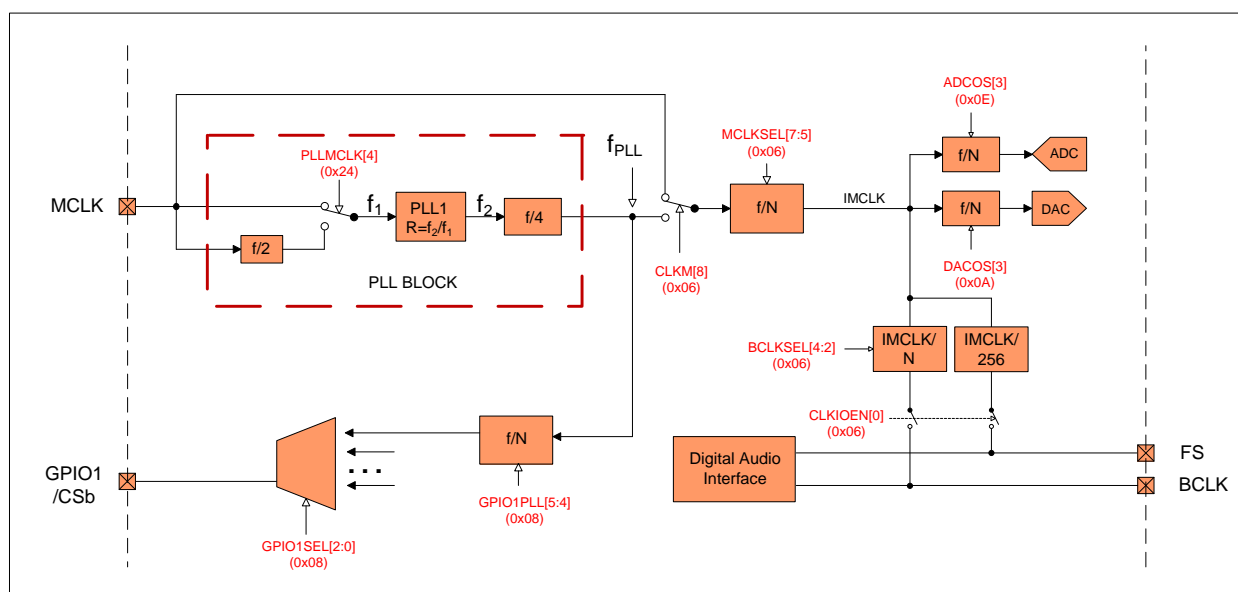 ADCOS[3]
(0x0E)
f/N
ADC
MCLKSEL[7:5]
(0x06)
f/N
IMCLK
f/N
DAC
DACOS[3]
(0x0A)
fPLL
PLLMCLK[4]
(0x24)
MCLK
f1
PLL1
R=f2/f1
f2
f/4
f/2
PLL BLOCK
CLKM[8]
(0x06)
BCLKSEL[4:2]
(0x06)
IMCLK/
N
IMCLK/
256
CLKIOEN[0]
(0x06)
GPIO1
/CSb
...
f/N
GPIO1PLL[5:4]
(0x08)
GPIO1SEL[2:0]
(0x08)
Digital Audio
Interface
FS
BCLK